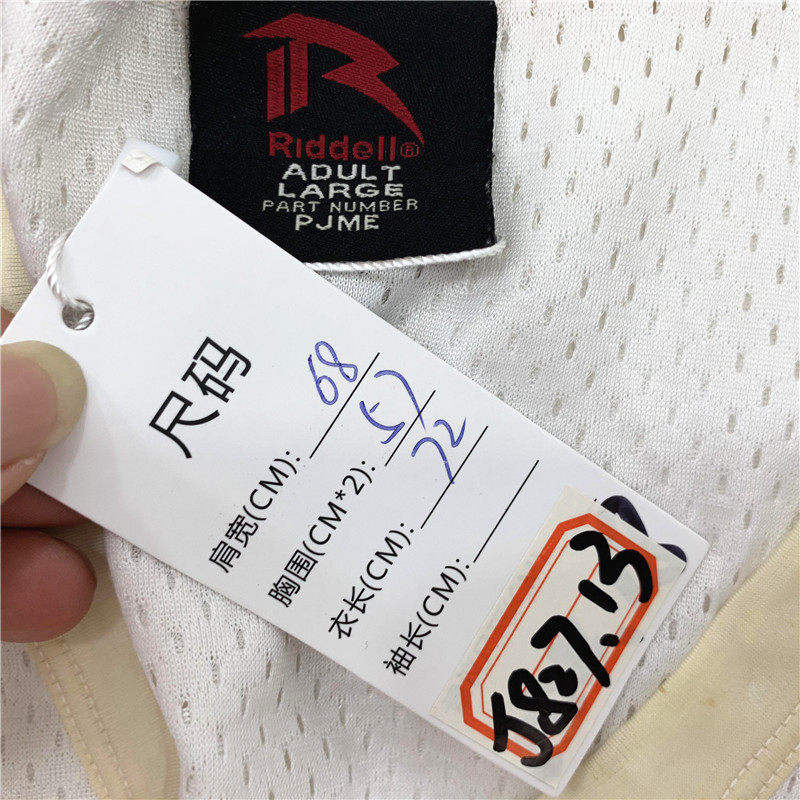 Riddell®
ADULT
LARGE
PART NUMBER
PJME
尺码
肩宽(CM): 68
胸围(CM*2): 57
衣长(CM): 72
袖长(CM):
J827.13